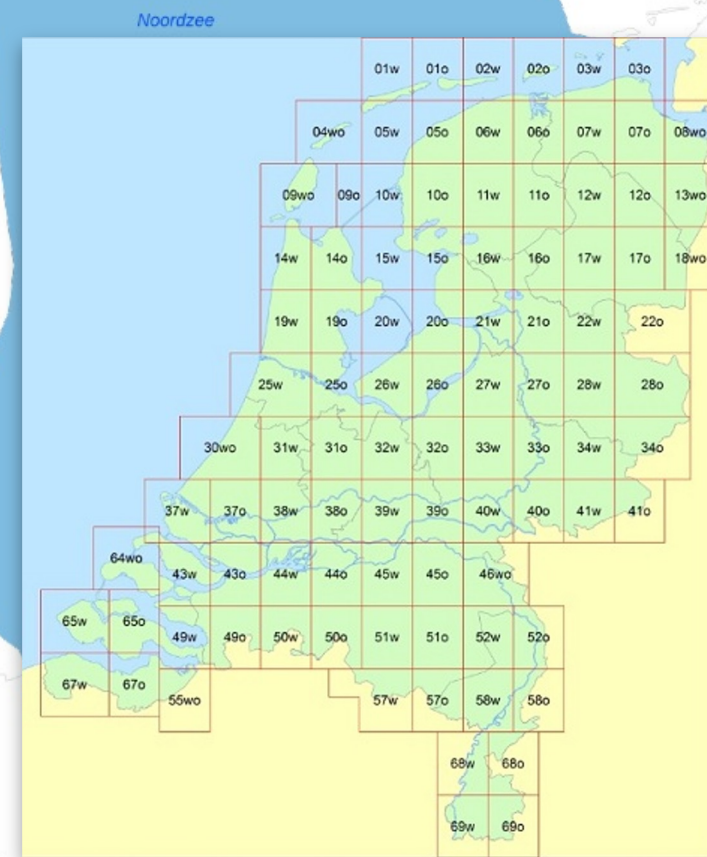 Noordzee
01w 01o 02w 02o 03w 03o
04wo 05w 05o 06w 06o 07w 07o 08wo
09wo 09o 10w 10o 11w 11o 12w 12o 13wo
14w 14o 15w 15o 16w 16o 17w 17o 18wo
19w 19o 20w 20o 21w 21o 22w 22o
25w 25o 26w 26o 27w 27o 28w 28o
30wo 31w 31o 32w 32o 33w 33o 34w 34o
37w 37o 38w 38o 39w 39o 40w 40o 41w 41o
64wo 43w 43o 44w 44o 45w 45o 46wo
65w 65o 49w 49o 50w 50o 51w 51o 52w 52o
67w 67o 55wo 57w 57o 58w 58o
68w 68o
69w 69o